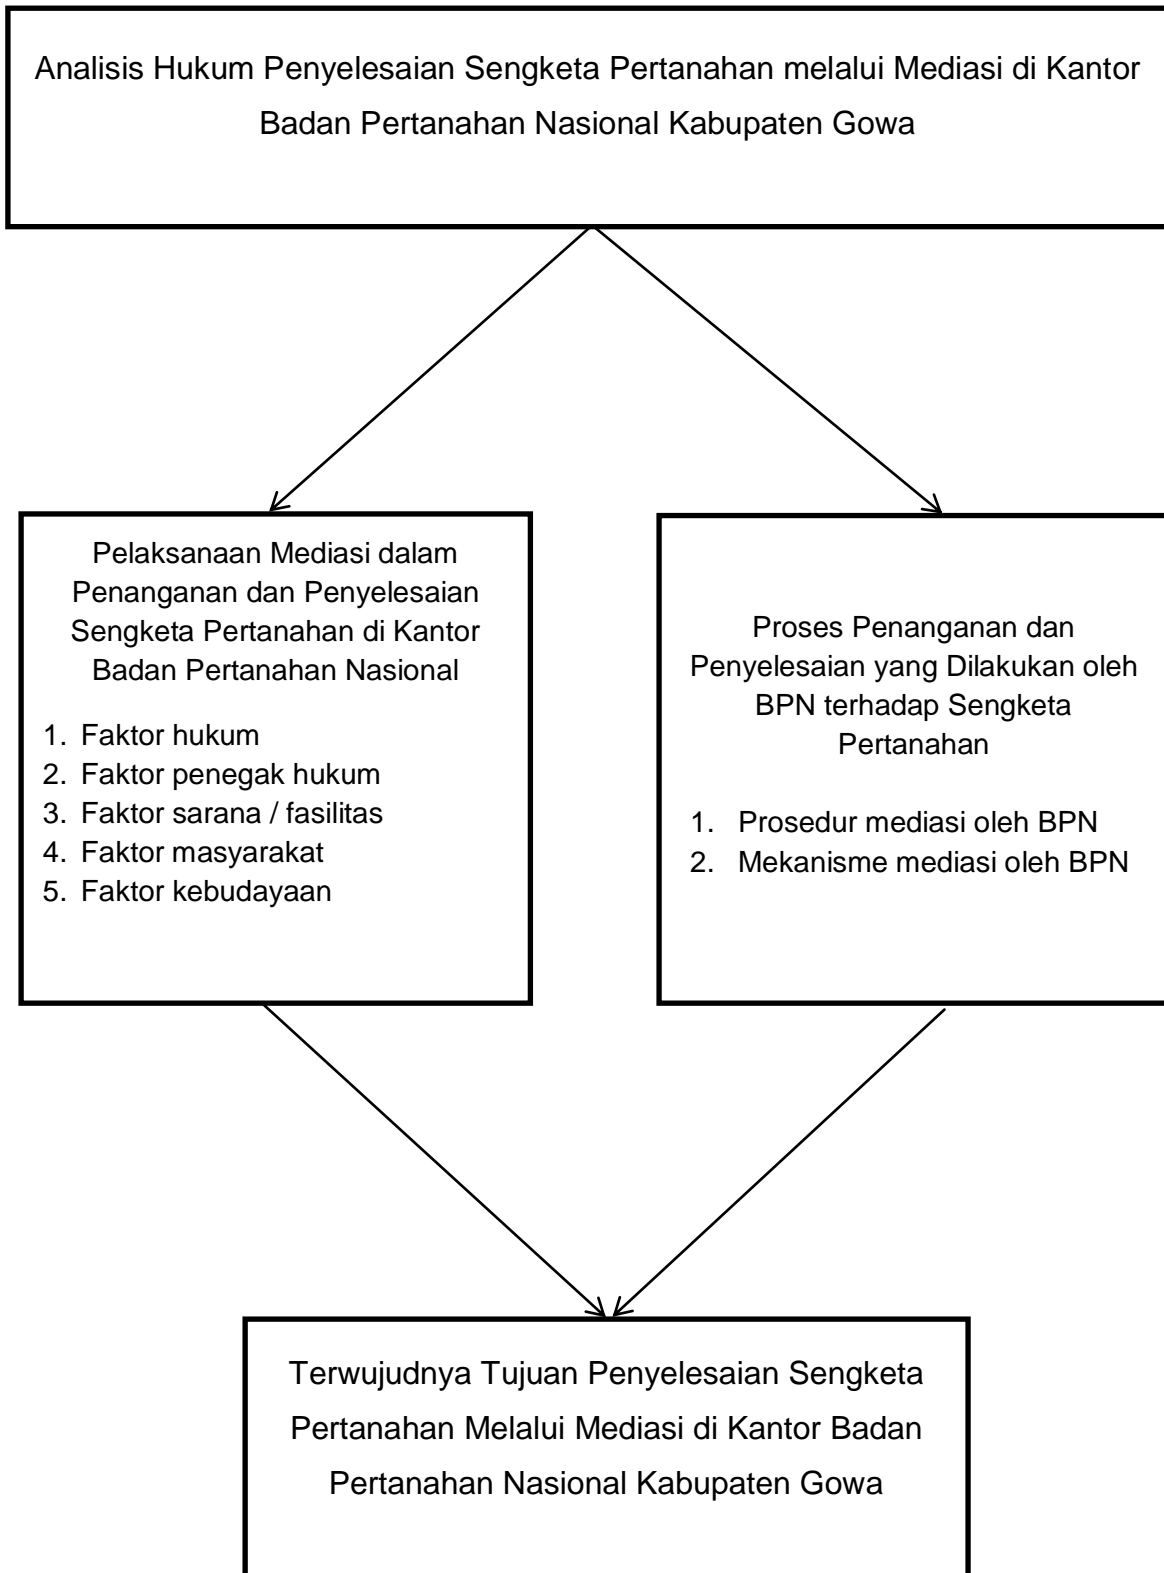 Analisis Hukum Penyelesaian Sengketa Pertanahan melalui Mediasi di Kantor
Badan Pertanahan Nasional Kabupaten Gowa
Pelaksanaan Mediasi dalam
Penanganan dan Penyelesaian
Sengketa Pertanahan di Kantor
Badan Pertanahan Nasional
1. Faktor hukum
2. Faktor penegak hukum
3. Faktor sarana / fasilitas
4. Faktor masyarakat
5. Faktor kebudayaan
Proses Penanganan dan
Penyelesaian yang Dilakukan oleh
BPN terhadap Sengketa
Pertanahan
1. Prosedur mediasi oleh BPN
2. Mekanisme mediasi oleh BPN
Terwujudnya Tujuan Penyelesaian Sengketa
Pertanahan Melalui Mediasi di Kantor Badan
Pertanahan Nasional Kabupaten Gowa